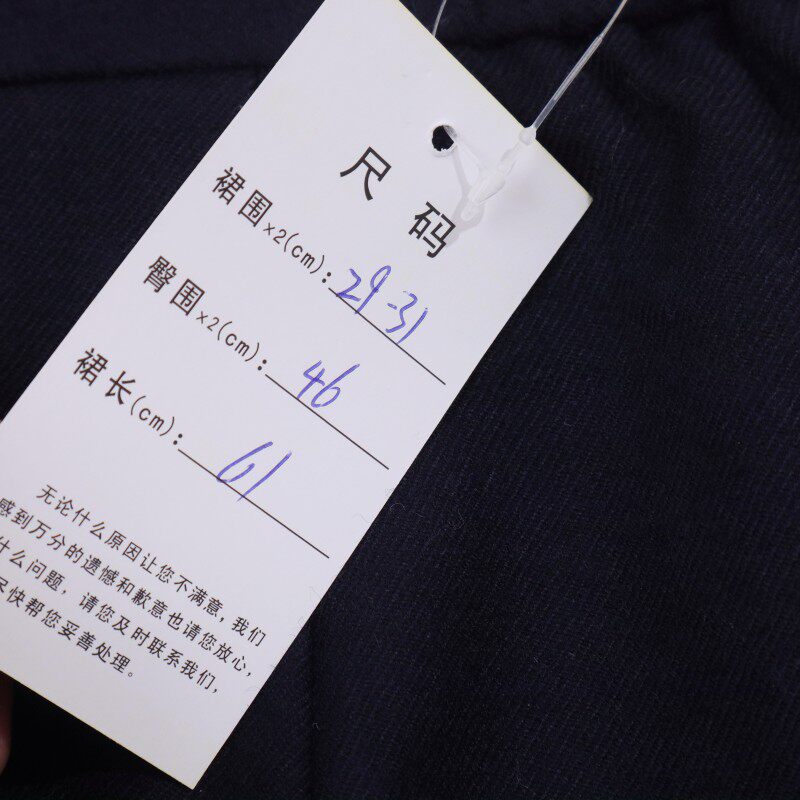 尺码
裙围x2(cm): 29-31
臀围x2(cm): 46
裙长(cm): 61
无论什么原因让您不满意,我们
感到万分的遗憾和歉意也请您放心,
什么问题,请您及时联系我们,
尽快帮您妥善处理。